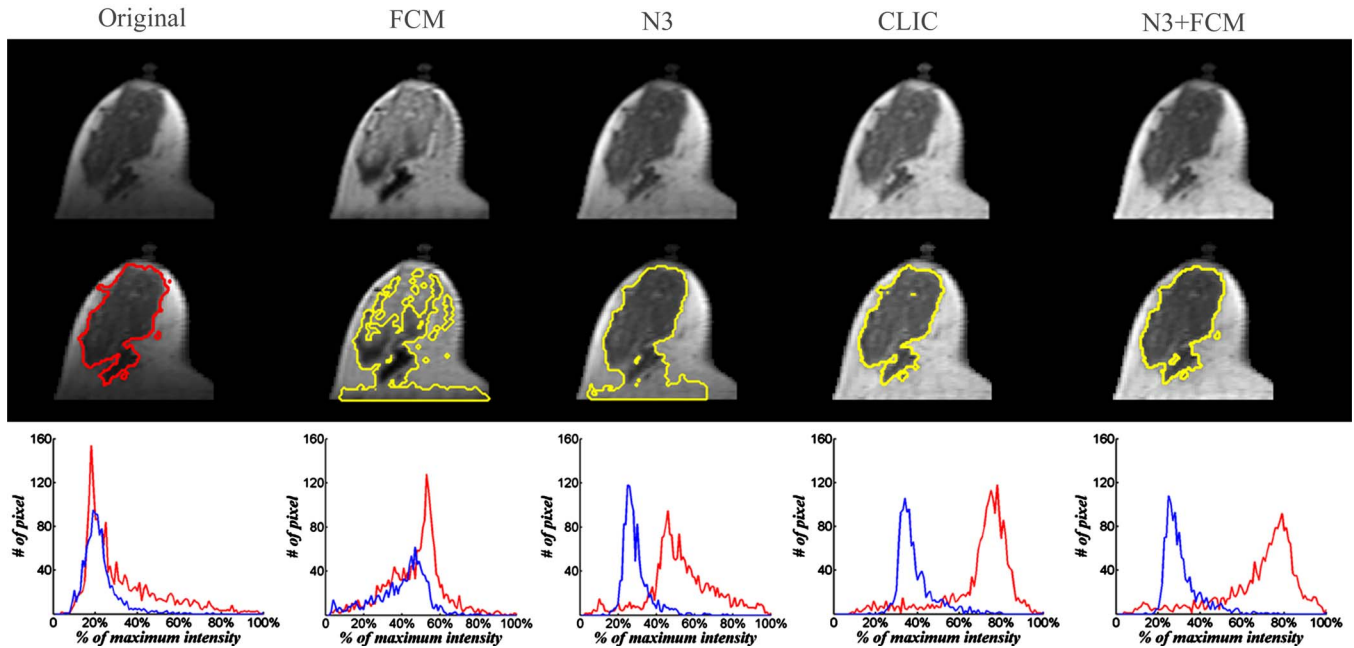 Original FCM N3 CLIC N3+FCM
160 160 160 160 160
120 120 120 120 120
80 80 80 80 80
40 40 40 40 40
# of pixel # of pixel # of pixel # of pixel # of pixel
0% 20% 40% 60% 80% 100% 0% 20% 40% 60% 80% 100% 0% 20% 40% 60% 80% 100% 0% 20% 40% 60% 80% 100% 0% 20% 40% 60% 80% 100%
% of maximum intensity % of maximum intensity % of maximum intensity % of maximum intensity % of maximum intensity